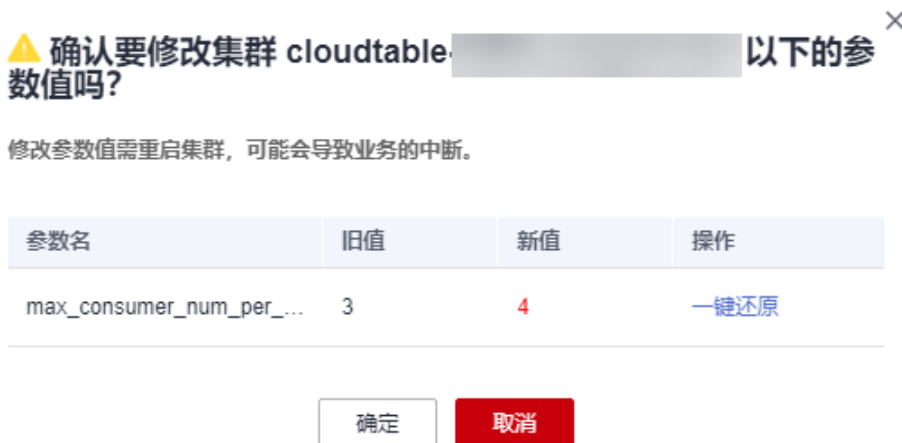 确认要修改集群 cloudtable- 以下的参
数值吗?
修改参数值需重启集群，可能会导致业务的中断。
参数名 旧值 新值 操作
max_consumer_num_per_... 3 4 一键还原
确定 取消